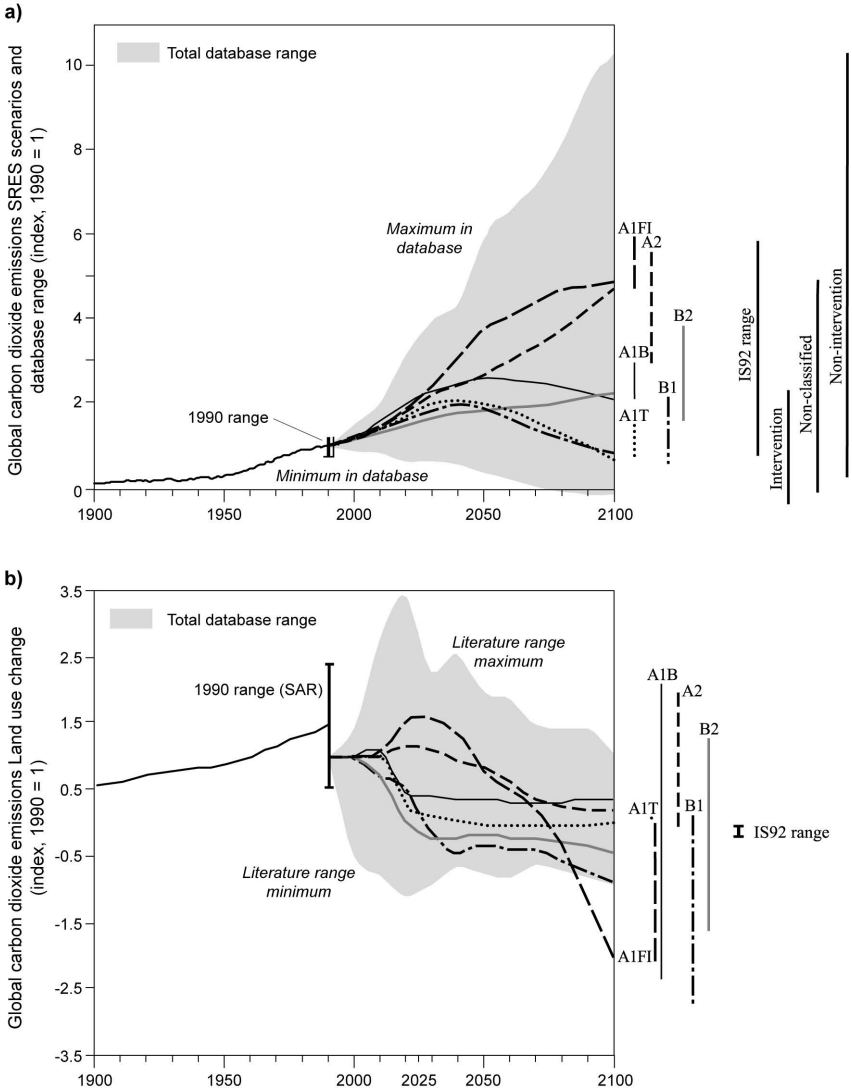 a)
Global carbon dioxide emissions SRES scenarios and
database range (index, 1990 = 1)
10
8
6
4
2
0
Total database range
Maximum in
database
1990 range
Minimum in database
1900
1950
2000
2050
2100
A1FI
A2
B2
A1B
B1
A1T
IS92 range
Intervention
Non-classified
Non-intervention
b)
Global carbon dioxide emissions Land use change
(index, 1990 = 1)
3.5
2.5
1.5
0.5
-0.5
-1.5
-2.5
-3.5
Total database range
Literature range
maximum
1990 range (SAR)
Literature range
minimum
1900
1950
2000
2025
2050
2100
A1B
A2
B2
A1T
B1
IS92 range
A1FI